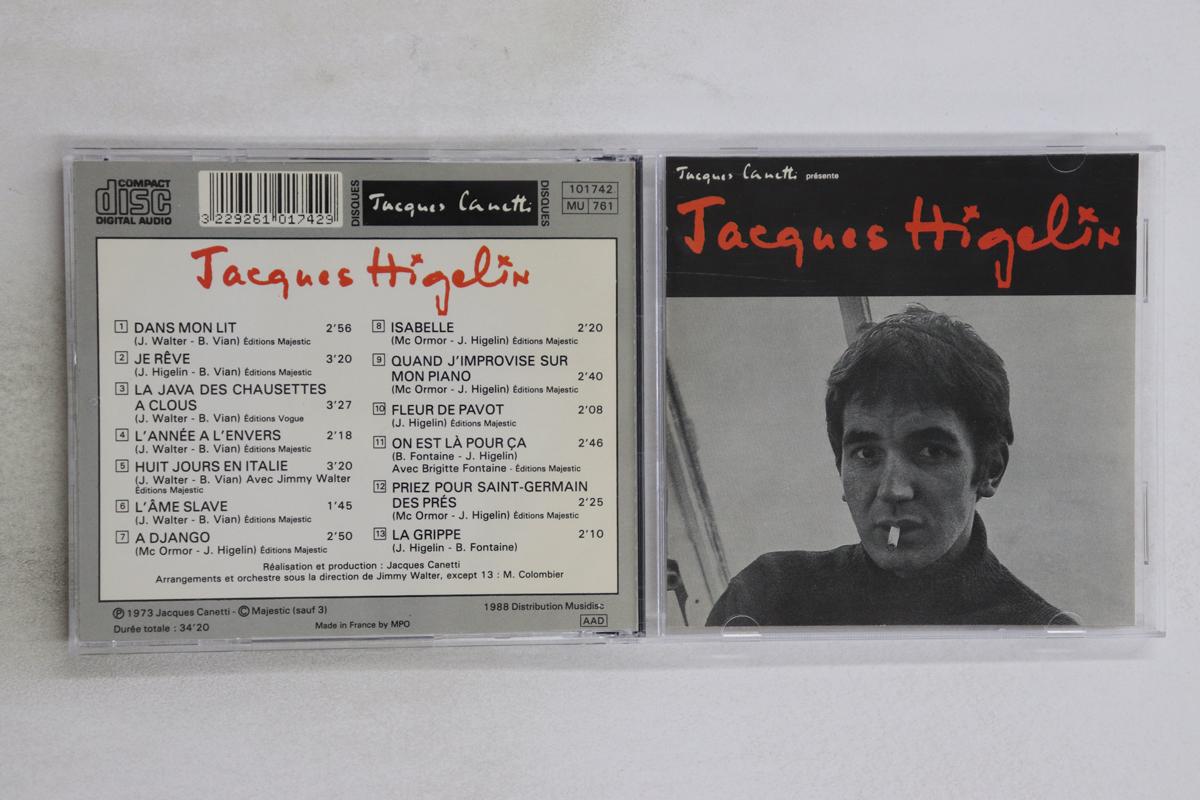 COMPACT
disc
DIGITAL AUDIO
3 229261 017429
DISQUES
Jacques Canetti
DISQUES
101742
MU 761
Jacques Higelin
1 DANS MON LIT 2'56
(J. Walter - B. Vian) Éditions Majestic
2 JE RÊVE 3'20
(J. Higelin - B. Vian) Éditions Majestic
3 LA JAVA DES CHAUSETTES
A CLOUS 3'27
(J. Walter - B. Vian) Éditions Vogue
4 L'ANNÉE A L'ENVERS 2'18
(J. Walter - B. Vian) Éditions Majestic
5 HUIT JOURS EN ITALIE 3'20
(J. Walter - B. Vian) Avec Jimmy Walter
Éditions Majestic
6 L'ÂME SLAVE 1'45
(J. Walter - B. Vian) Éditions Majestic
7 A DJANGO 2'50
(Mc Ormor - J. Higelin) Éditions Majestic
8 ISABELLE 2'20
(Mc Ormor - J. Higelin) Éditions Majestic
9 QUAND J'IMPROVISE SUR
MON PIANO 2'40
(Mc Ormor - J. Higelin) Éditions Majestic
10 FLEUR DE PAVOT 2'08
(J. Higelin) Éditions Majestic
11 ON EST LÀ POUR ÇA 2'46
(B. Fontaine - J. Higelin)
Avec Brigitte Fontaine - Éditions Majestic
12 PRIEZ POUR SAINT-GERMAIN
DES PRÉS 2'25
(Mc Ormor - J. Higelin) Éditions Majestic
13 LA GRIPPE 2'10
(J. Higelin - B. Fontaine)
Réalisation et production : Jacques Canetti
Arrangements et orchestre sous la direction de Jimmy Walter, except 13 : M. Colombier
℗ 1973 Jacques Canetti - © Majestic (sauf 3)
1988 Distribution Musidisc
Durée totale : 34'20
Made in France by MPO
AAD
Jacques Canetti présente
Jacques Higelin